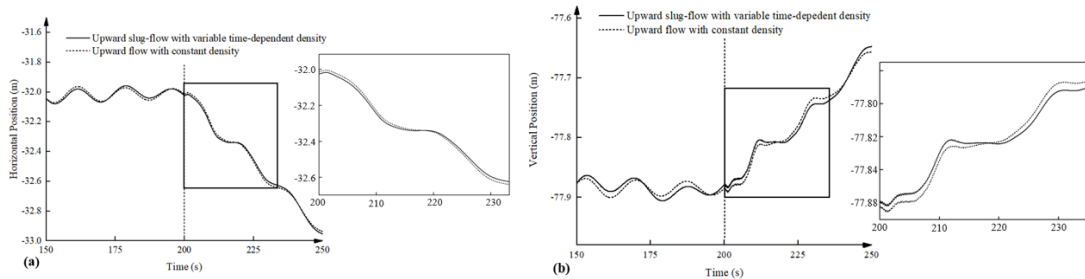 (a)
-31.6
Upward slug-flow with variable time-dependent density
Upward flow with constant density
-31.8
-32.0
-32.2
-32.4
-32.6
-32.8
-33.0
Horizontal Position (m)
150 175 200 225 250
Time (s)
-32.0
-32.2
-32.4
-32.6
200 210 220 230
(b)
-77.6
Upward slug-flow with variable time-depedent density
Upward flow with constant density
-77.7
-77.8
-77.9
Vertical Position (m)
150 175 200 225 250
Time (s)
-77.80
-77.82
-77.84
-77.86
-77.88
200 210 220 230
(a)
(b)